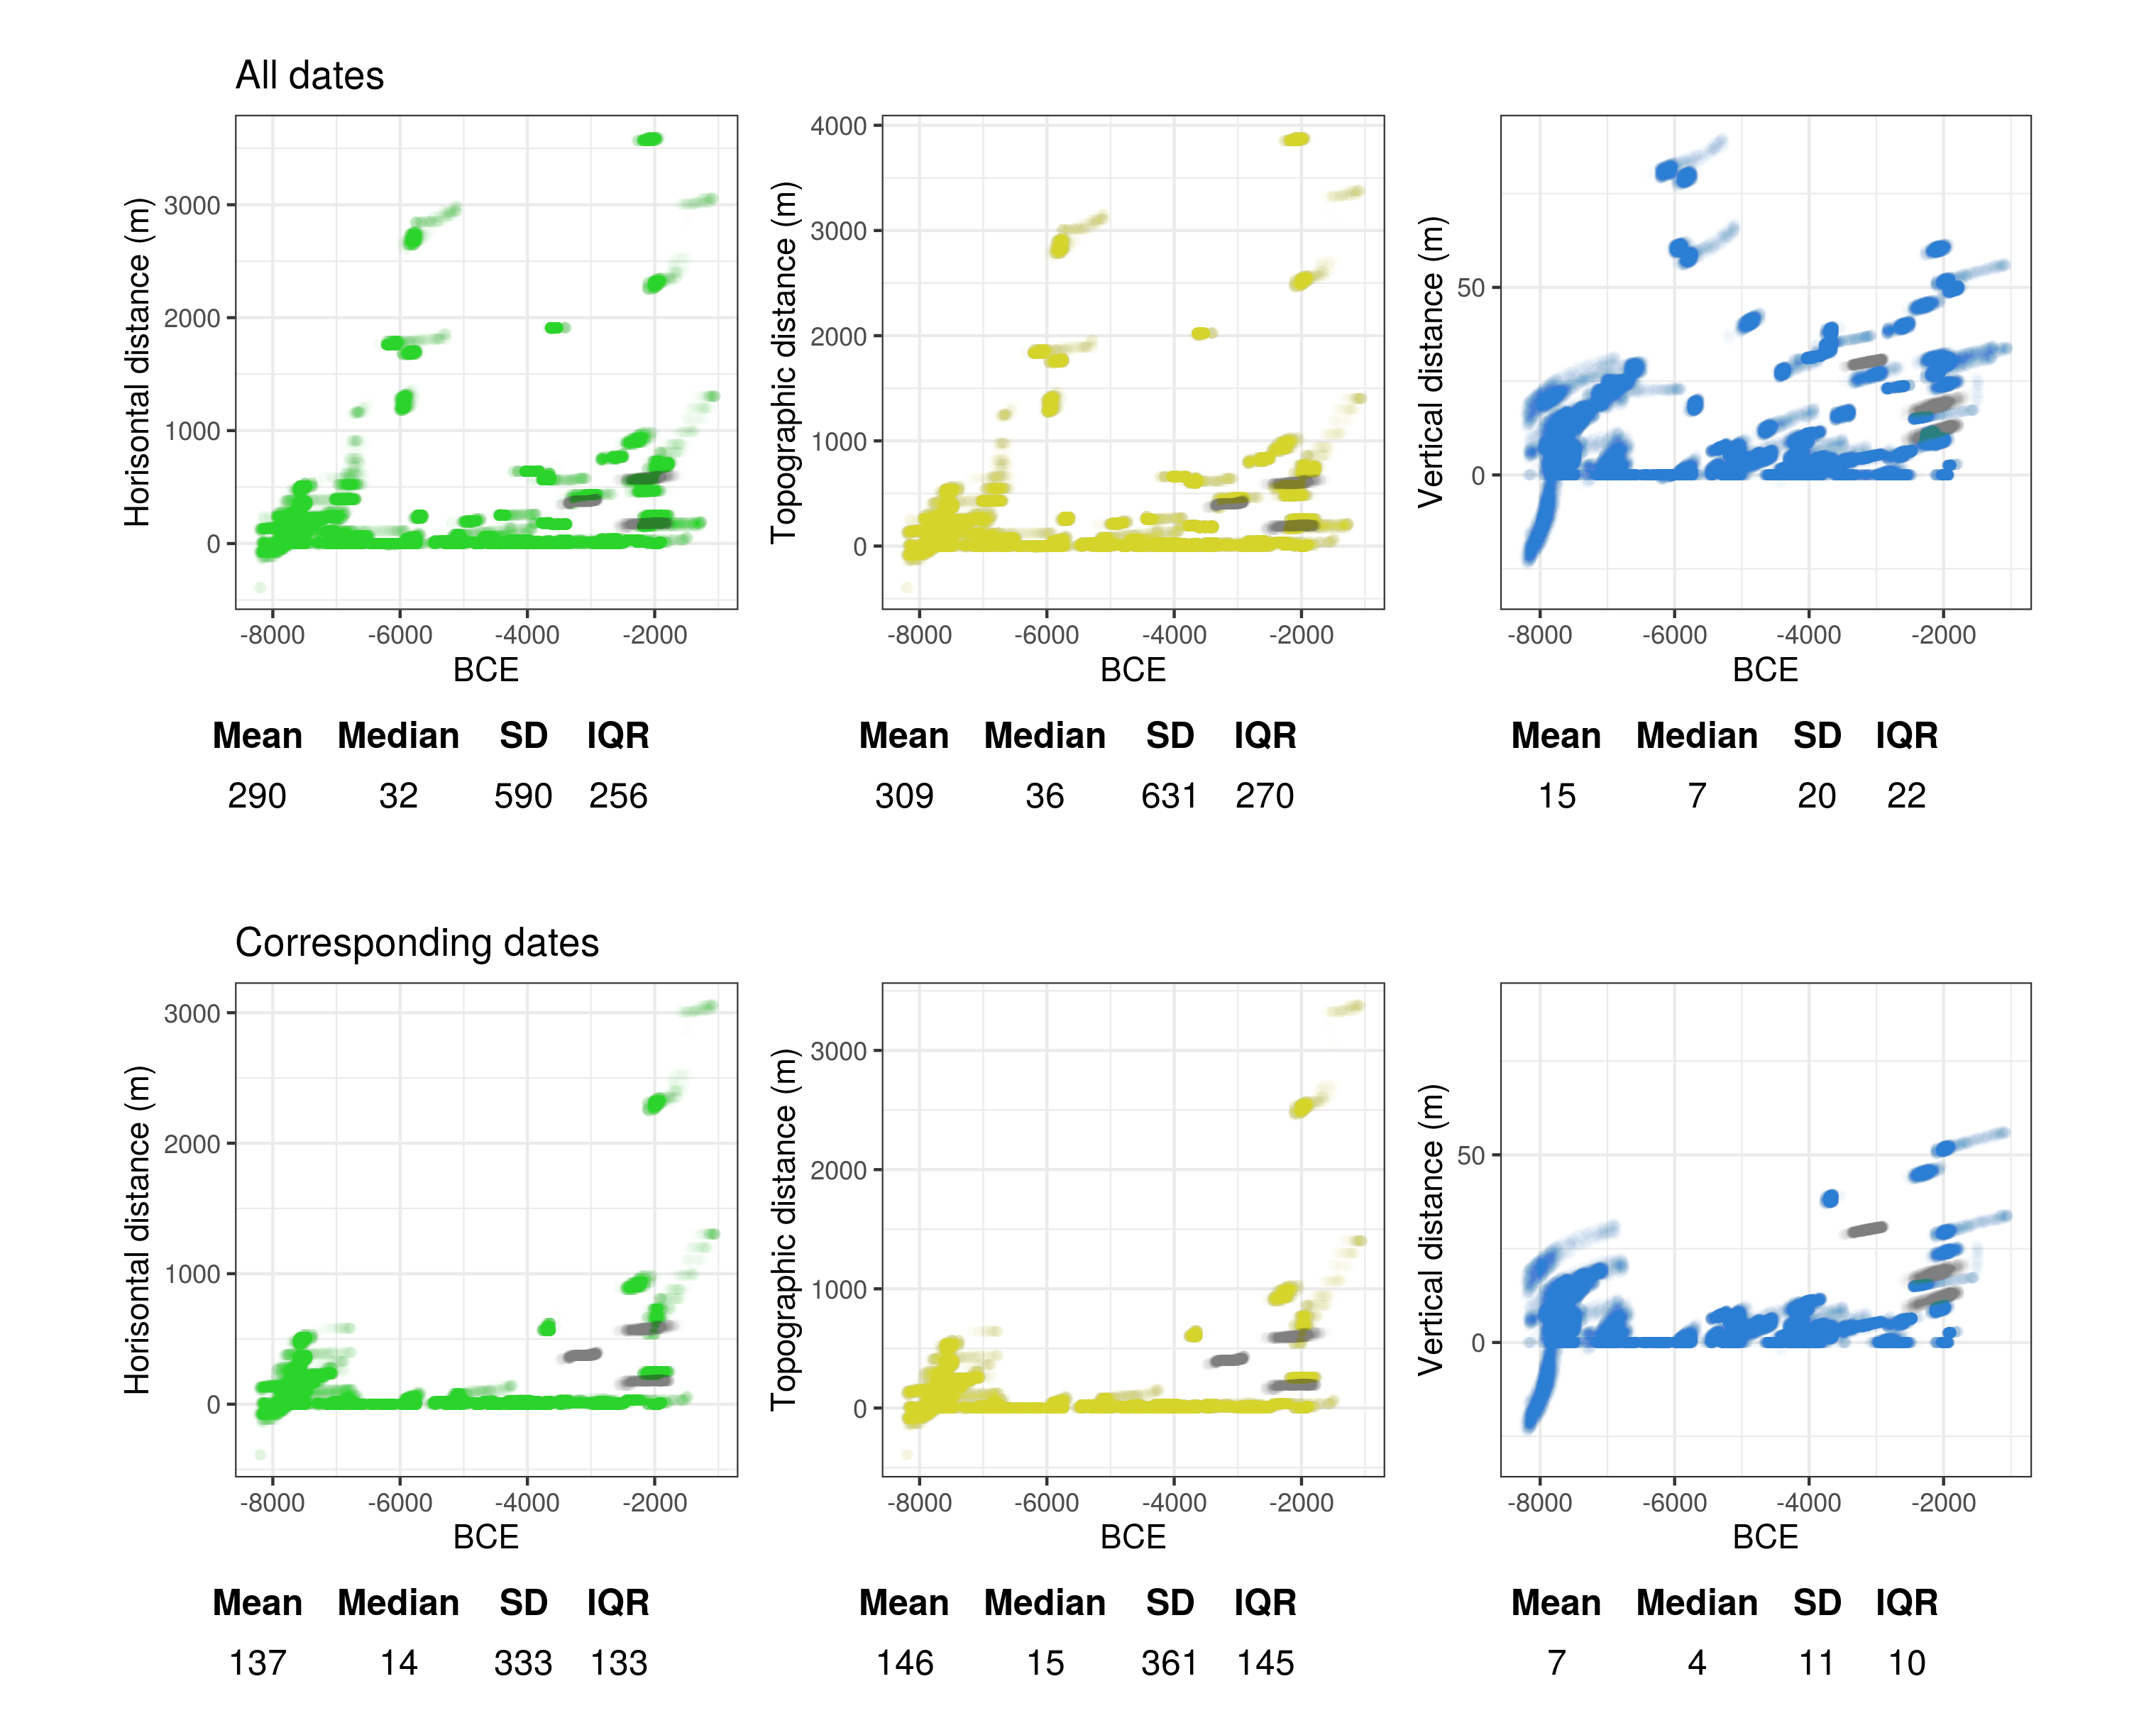 All dates
Horisontal distance (m)
3000
2000
1000
0
-8000 -6000 -4000 -2000
BCE
Mean Median SD IQR
290 32 590 256
Topographic distance (m)
4000
3000
2000
1000
0
-8000 -6000 -4000 -2000
BCE
Mean Median SD IQR
309 36 631 270
Vertical distance (m)
50
0
-8000 -6000 -4000 -2000
BCE
Mean Median SD IQR
15 7 20 22
Corresponding dates
Horisontal distance (m)
3000
2000
1000
0
-8000 -6000 -4000 -2000
BCE
Mean Median SD IQR
137 14 333 133
Topographic distance (m)
3000
2000
1000
0
-8000 -6000 -4000 -2000
BCE
Mean Median SD IQR
146 15 361 145
Vertical distance (m)
50
0
-8000 -6000 -4000 -2000
BCE
Mean Median SD IQR
7 4 11 10